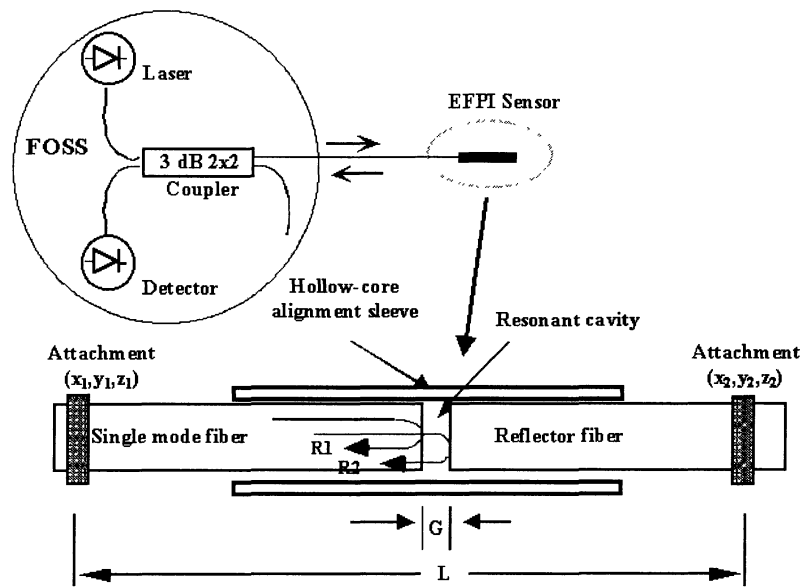 Laser
FOSS
3 dB 2x2
Coupler
Detector
EFPI Sensor
Hollow-core
alignment sleeve
Resonant cavity
Attachment
(x₁,y₁,z₁)
Attachment
(x₂,y₂,z₂)
Single mode fiber
Reflector fiber
R1
R2
G
L